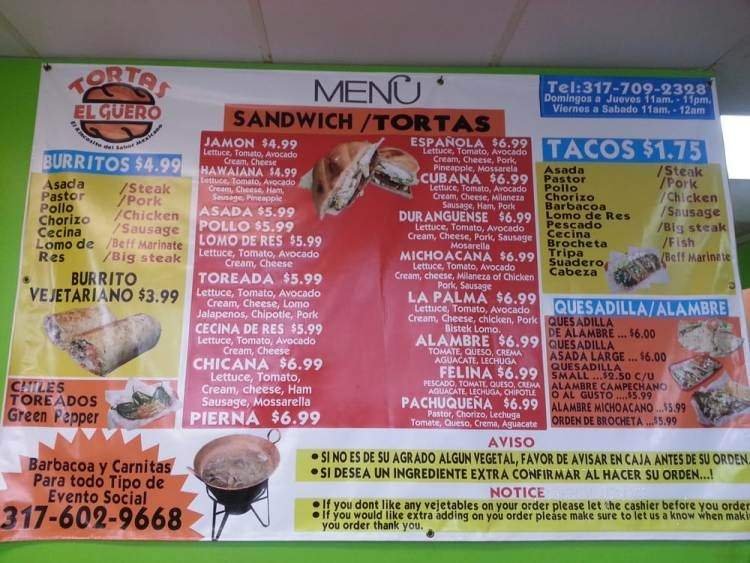 TORTAS
EL GÜERO
El Rinconsito del Sabor Mexicano
MENU
Tel:317-709-2328
Domingos a Jueves 11am. - 11pm.
Viernes a Sabado 11am. - 12am
SANDWICH /TORTAS
BURRITOS $4.99
Asada /Steak
Pastor /Pork
Pollo /Chicken
Chorizo /Sausage
Cecina /Beff Marinate
Lomo de /Big steak
Res
BURRITO
VEJETARIANO $3.99
CHILES
TOREADOS
Green Pepper
JAMON $4.99
Lettuce, Tomato, Avocado
Cream, Cheese
HAWAIANA $4.99
Lettuce, Tomato, Avocado
Cream, Cheese, Ham,
Sausage, Pineapple
ASADA $5.99
POLLO $5.99
LOMO DE RES $5.99
Lettuce, Tomato, Avocado
Cream, Cheese
TOREADA $5.99
Lettuce, Tomato, Avocado
Cream, Cheese, Lomo
Jalapenos, Chipotle, Pork
CECINA DE RES $5.99
Lettuce, Tomato, Avocado
Cream, Cheese
CHICANA $6.99
Lettuce, Tomato,
Cream, cheese, Ham
Sausage, Mossarella
PIERNA $6.99
ESPAÑOLA $6.99
Lettuce, Tomato, Avocado
Cream, Cheese, Pork,
Pineapple, Mossarela
CUBANA $6.99
Lettuce, Tomato, Avocado
Cream, Cheese, Milaneza
Sausage, Ham, Pork
DURANGUENSE $6.99
Lettuce, Tomato, Avocado
Cream, Cheese, Pork, Sausage
Mosarella
MICHOACANA $6.99
Lettuce, Tomato, Avocado
Cream, cheese, Milaneza of Chicken
Pork, Sausage
LA PALMA $6.99
Lettuce, Tomato, Avocado
Cream, Cheese, chicken, Pork
Bistek Lomo.
ALAMBRE $6.99
TOMATE, QUESO, CREMA
AGUACATE, LECHUGA
FELINA $6.99
PESCADO, TOMATE, QUESO, CREMA
AGUACATE, LECHUGA, CHIPOTLE
PACHUQUEÑA $6.99
Pastor, Chorizo, Lechuga
Tomate, Queso, Crema, Aguacate
TACOS $1.75
Asada /Steak
Pastor /Pork
Pollo /Chicken
Chorizo /Sausage
Barbacoa
Lomo de Res /Big steak
Pescado /Fish
Cecina /Beff Marinate
Brocheta
Tripa
Suadero
Cabeza
QUESADILLA/ALAMBRE
QUESADILLA
DE ALAMBRE ... $6.00
QUESADILLA
ASADA LARGE ... $6.00
QUESADILLA
SMALL ...$2.50 C/U
ALAMBRE CAMPECHANO
O AL GUSTO ....$5.99
ALAMBRE MICHOACANO ...$5.99
ORDEN DE BROCHETA ...$5.99
Barbacoa y Carnitas
Para todo Tipo de
Evento Social
317-602-9668
AVISO
• SI NO ES DE SU AGRADO ALGUN VEGETAL, FAVOR DE AVISAR EN CAJA ANTES DE SU ORDEN.
• SI DESEA UN INGREDIENTE EXTRA CONFIRMAR AL HACER SU ORDEN...!
NOTICE
• If you dont like any vejetables on your order please let the cashier before you order
• If you would like extra adding on you order please make sure to let us a know when maki
you order thank you.